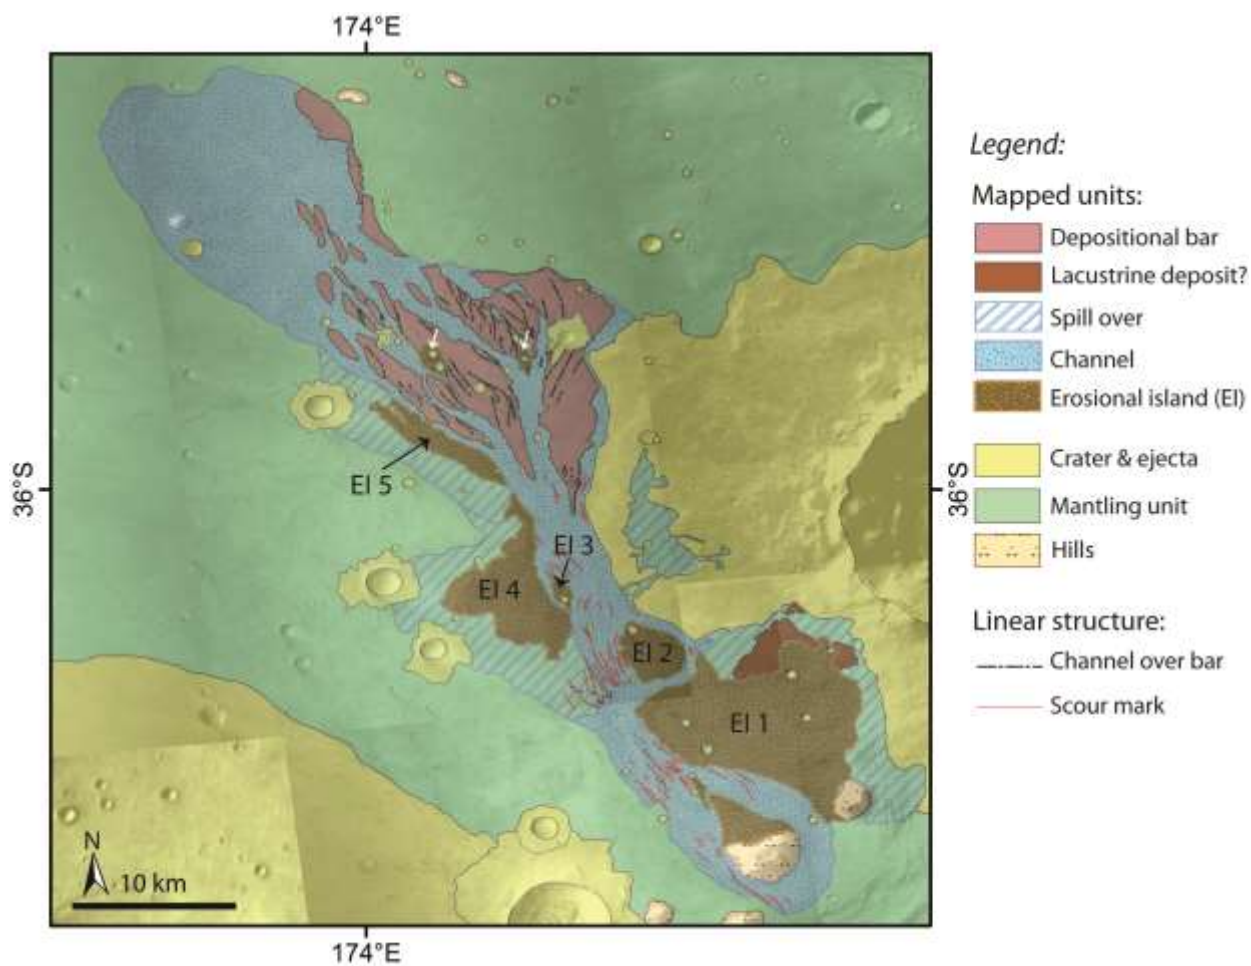 174°E
Legend:
Mapped units:
Depositional bar
Lacustrine deposit?
Spill over
Channel
Erosional island (EI)
Crater & ejecta
Mantling unit
Hills
Linear structure:
Channel over bar
Scour mark
36°S
36°S
EI 5
EI 3
EI 4
EI 2
EI 1
N
10 km
174°E